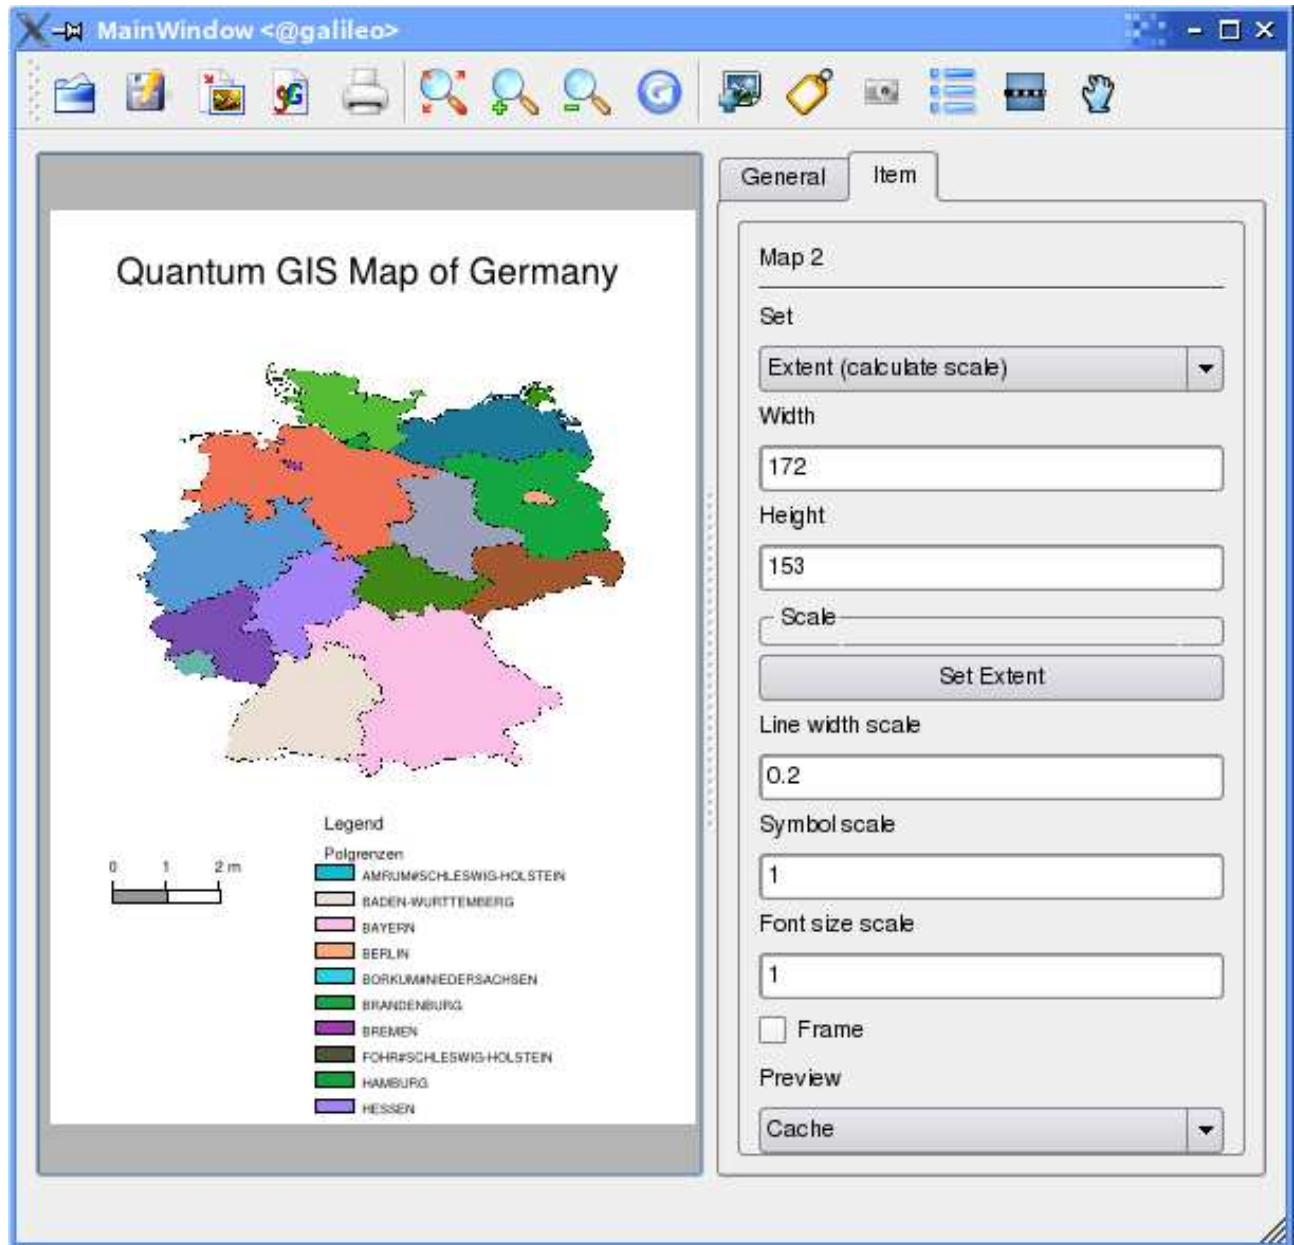 MainWindow <@galileo>
Quantum GIS Map of Germany
0 1 2 m
Legend
Polgrenzen
AMRUM#SCHLESWIG-HOLSTEIN
BADEN-WURTTEMBERG
BAYERN
BERLIN
BORKUM#NIEDERSACHSEN
BRANDENBURG
BREMEN
FOHR#SCHLESWIG-HOLSTEIN
HAMBURG
HESSEN
General Item
Map 2
Set
Extent (calculate scale)
Width
172
Height
153
Scale
Set Extent
Line width scale
0.2
Symbol scale
1
Font size scale
1
Frame
Preview
Cache